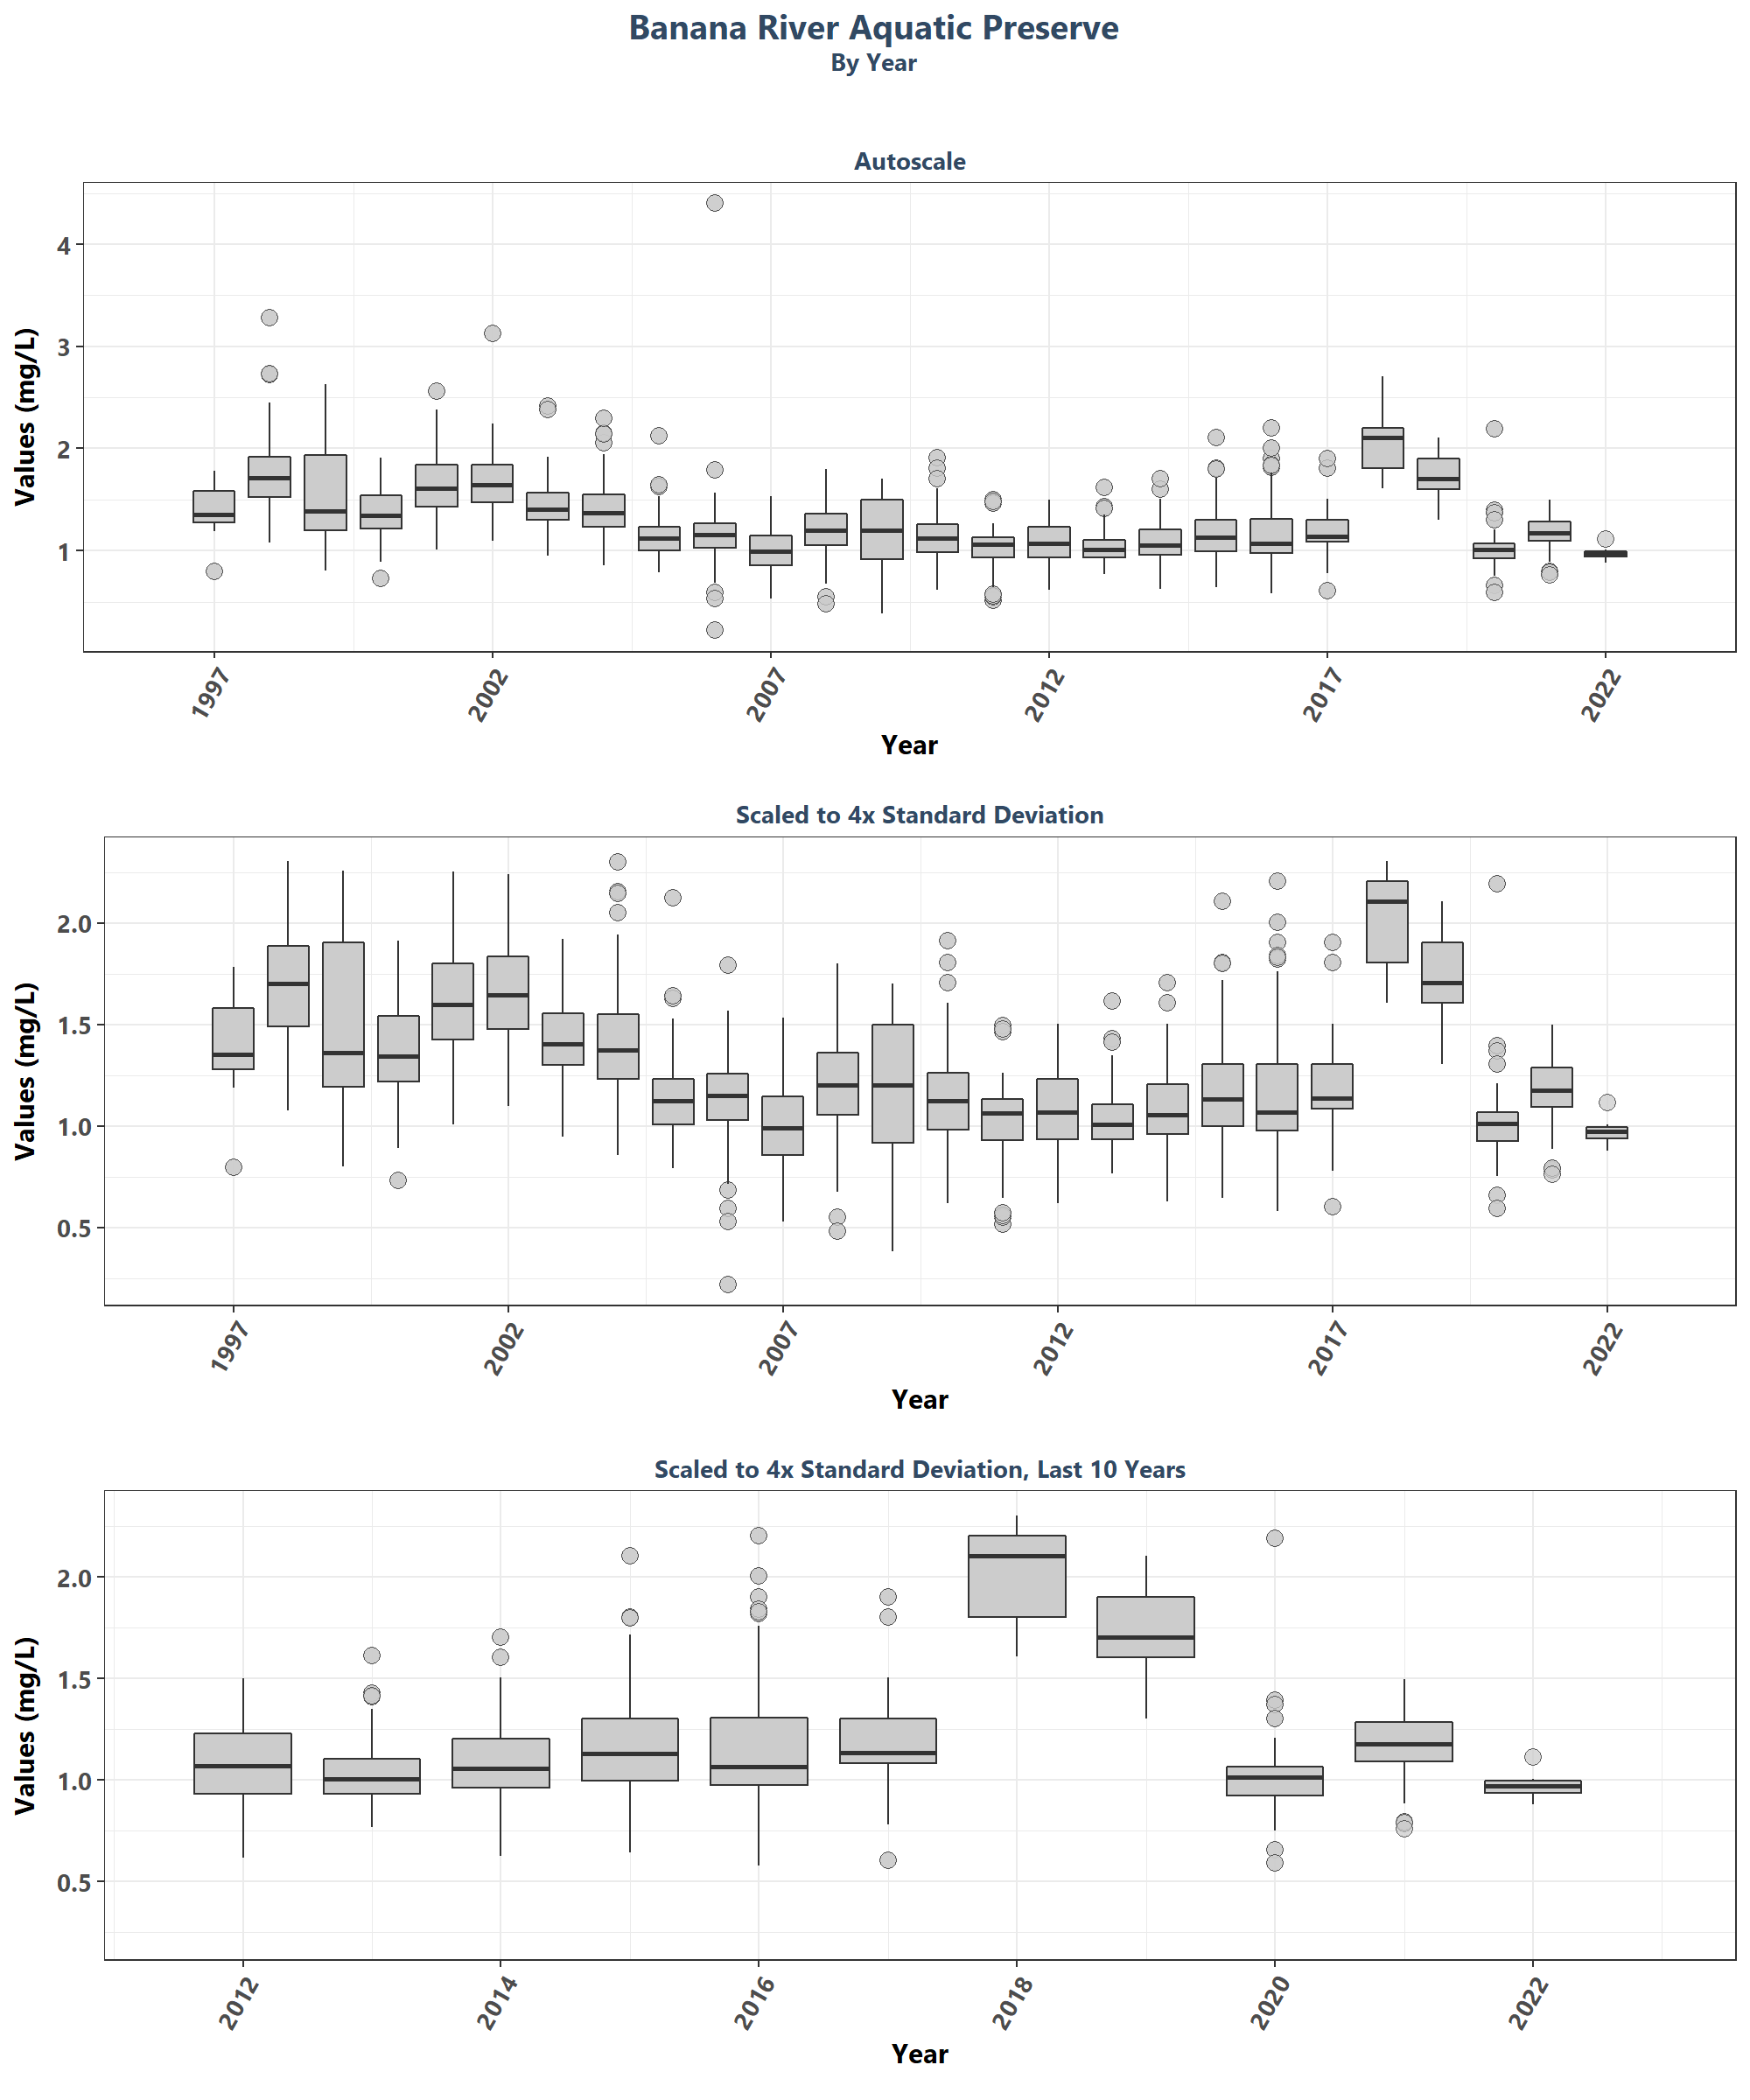 Banana River Aquatic Preserve
By Year
Autoscale
Values (mg/L)
4
3
2
1
1997 2002 2007 2012 2017 2022
Year
Scaled to 4x Standard Deviation
Values (mg/L)
2.0
1.5
1.0
0.5
1997 2002 2007 2012 2017 2022
Year
Scaled to 4x Standard Deviation, Last 10 Years
Values (mg/L)
2.0
1.5
1.0
0.5
2012 2014 2016 2018 2020 2022
Year